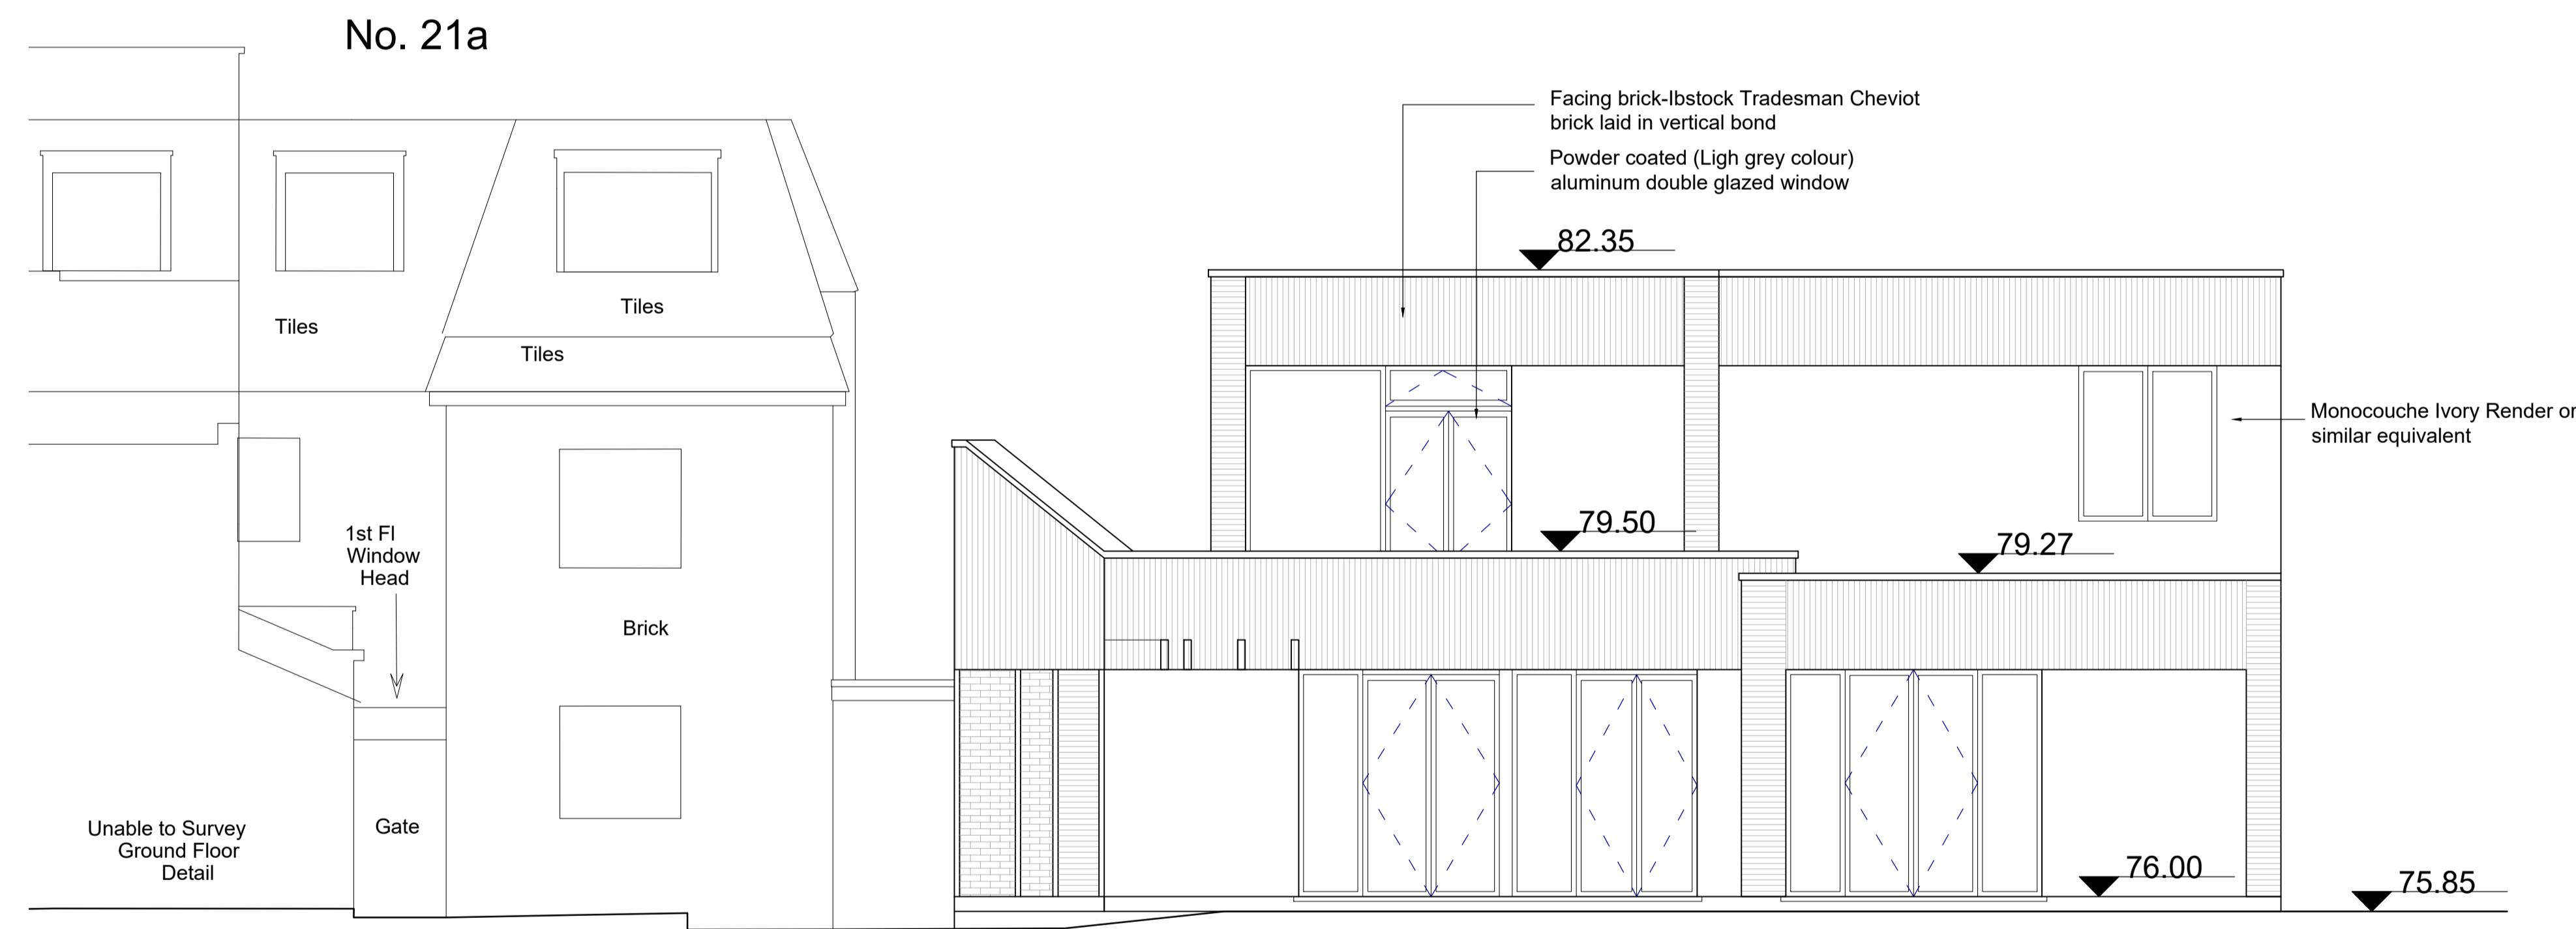 No. 21a
Facing brick-Ibstock Tradesman Cheviot
brick laid in vertical bond
Powder coated (Ligh grey colour)
aluminum double glazed window
82.35
Tiles
Tiles
Tiles
Monocouche Ivory Render or
similar equivalent
79.50
79.27
1st Fl
Window
Head
Brick
Gate
Unable to Survey
Ground Floor
Detail
76.00
75.85